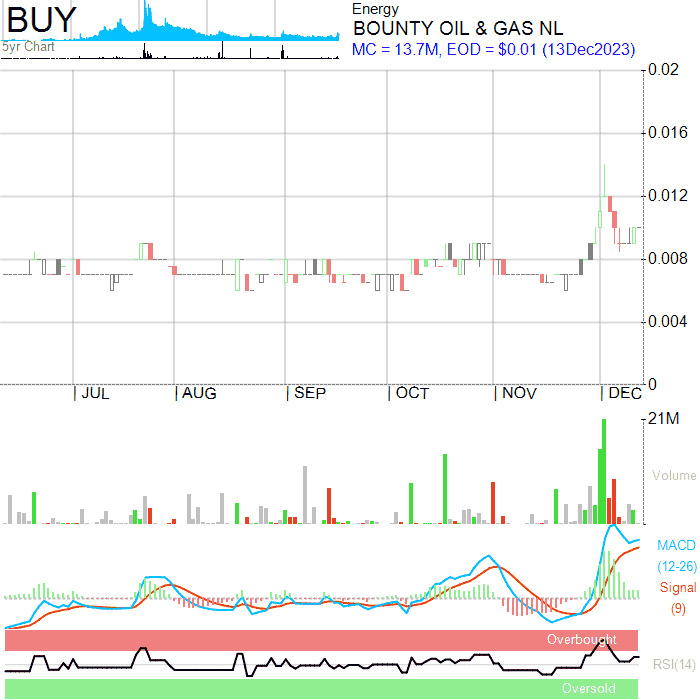 BUY
5yr Chart
Energy
BOUNTY OIL & GAS NL
MC = 13.7M, EOD = $0.01 (13Dec2023)
0.02
0.016
0.012
0.008
0.004
0
| JUL | AUG | SEP | OCT | NOV | DEC
21M
Volume
MACD
(12-26)
Signal
(9)
Overbought
RSI(14)
Oversold